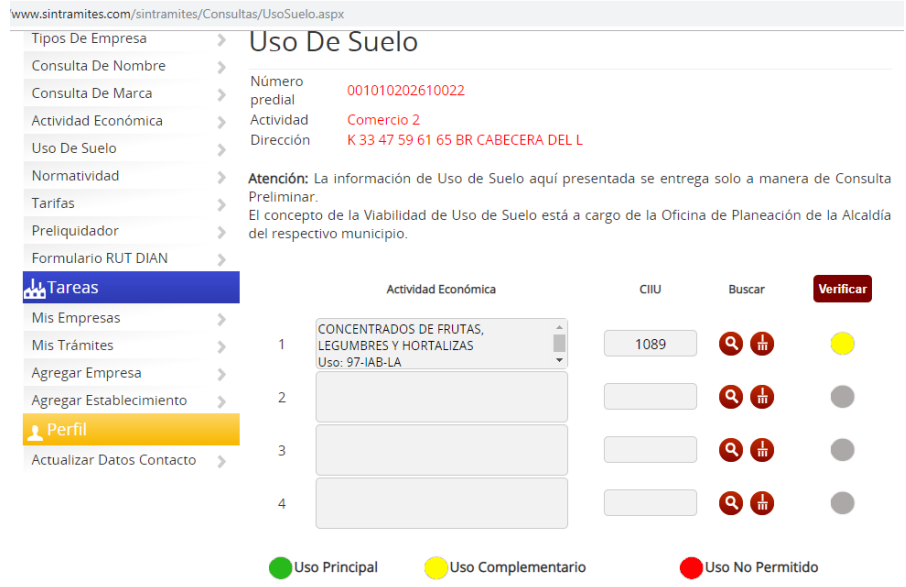 www.sintramites.com/sintramites/Consultas/UsoSuelo.aspx
Tipos De Empresa
Consulta De Nombre
Consulta De Marca
Actividad Económica
Uso De Suelo
Normatividad
Tarifas
Preliquidador
Formulario RUT DIAN
Tareas
Mis Empresas
Mis Trámites
Agregar Empresa
Agregar Establecimiento
Perfil
Actualizar Datos Contacto
Uso De Suelo
Número predial 001010202610022
Actividad Comercio 2
Dirección K 33 47 59 61 65 BR CABECERA DEL L
Atención: La información de Uso de Suelo aquí presentada se entrega solo a manera de Consulta
Preliminar.
El concepto de la Viabilidad de Uso de Suelo está a cargo de la Oficina de Planeación de la Alcaldía
del respectivo municipio.
Actividad Económica CIIU Buscar Verificar
1 CONCENTRADOS DE FRUTAS,
LEGUMBRES Y HORTALIZAS
Uso: 97-IAB-LA
1089
2
3
4
Uso Principal Uso Complementario Uso No Permitido